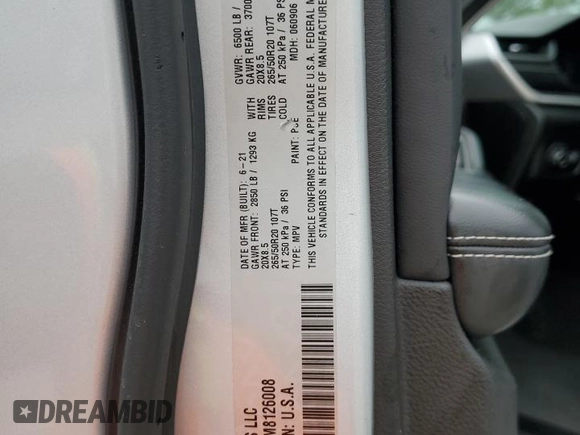 DATE OF MFR (BUILT): 6-21
GVWR: 6500 LB /
GAWR FRONT: 2850 LB / 1293 KG
WITH
GAWR REAR: 3700
20X8.5
RIMS
20X8.5
265/50R20 107T
TIRES
265/50R20 107T
AT 250 kPa / 36 PSI
COLD
AT 250 kPa / 36 PSI
TYPE: MPV
PAINT:
MDH: 060906
THIS VEHICLE CONFORMS TO ALL APPLICABLE U.S.A. FEDERAL
STANDARDS IN EFFECT ON THE DATE OF MANUFACTURE
LLC
M8126008
N: U.S.A.
DREAMBID